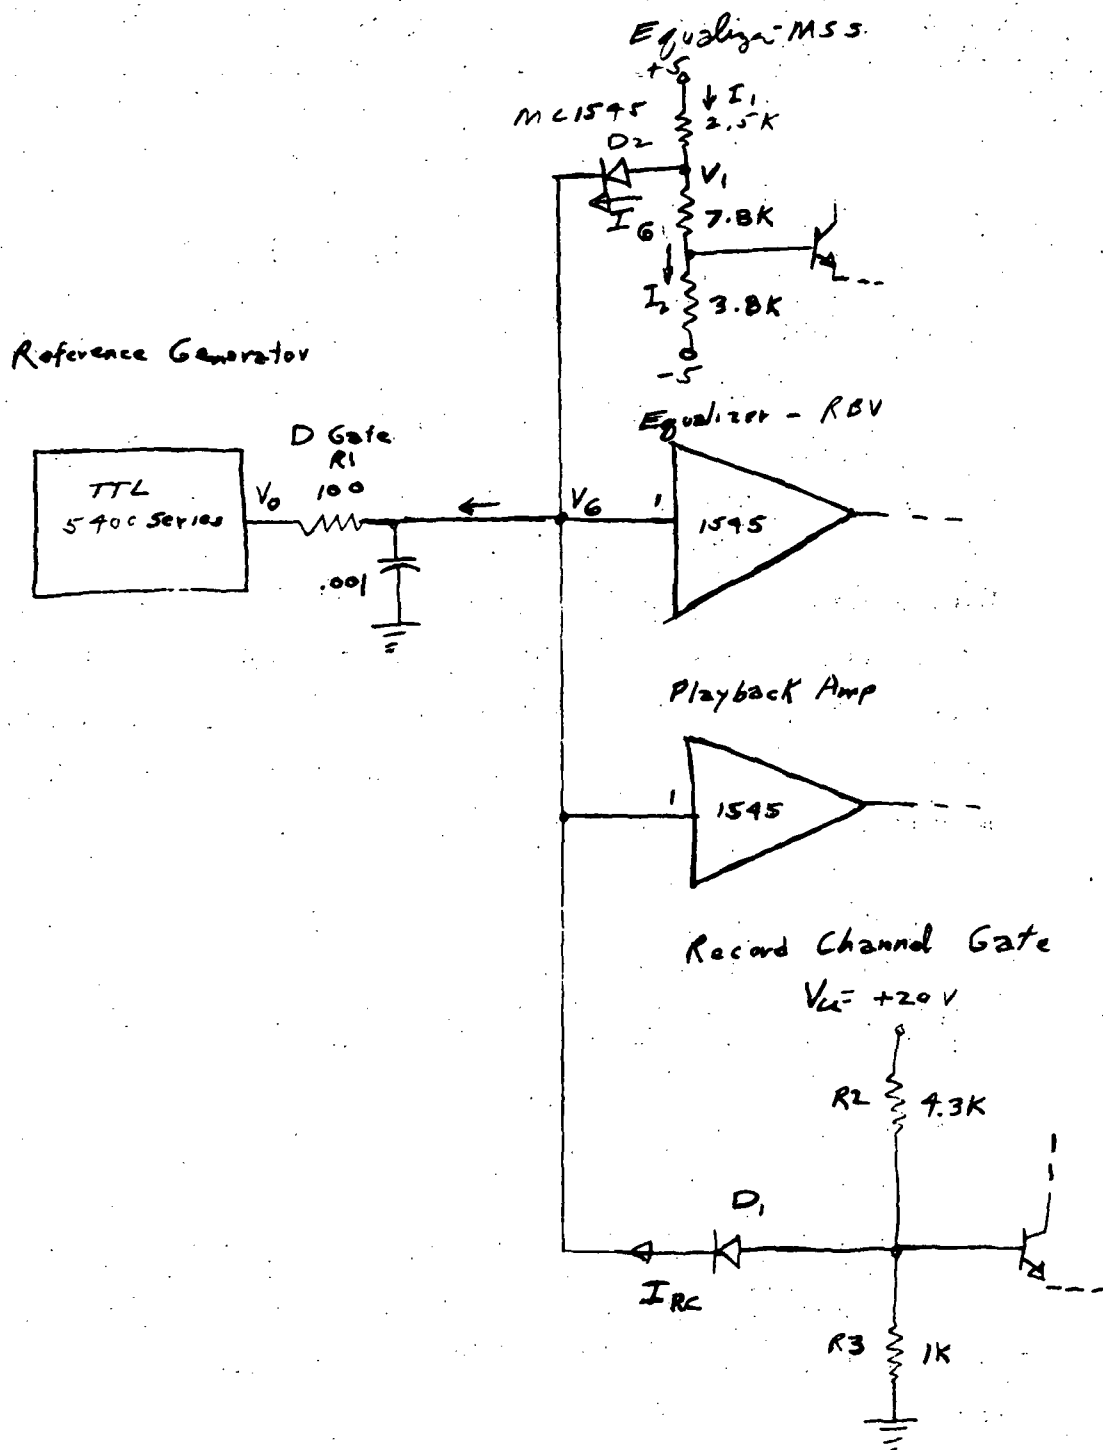 Equalizer - MSS
+5
I1
2.5K
MC1545
D2
V1
7.8K
IG
I2
3.8K
-5
Reference Generator
Equalizer - RBV
D Gate
R1
100
TTL
5400 Series
V0
VG
1
1545
.001
Playback Amp
1
1545
Record Channel Gate
Vcc = +20 V
R2
4.3K
D1
IRC
R3
1K